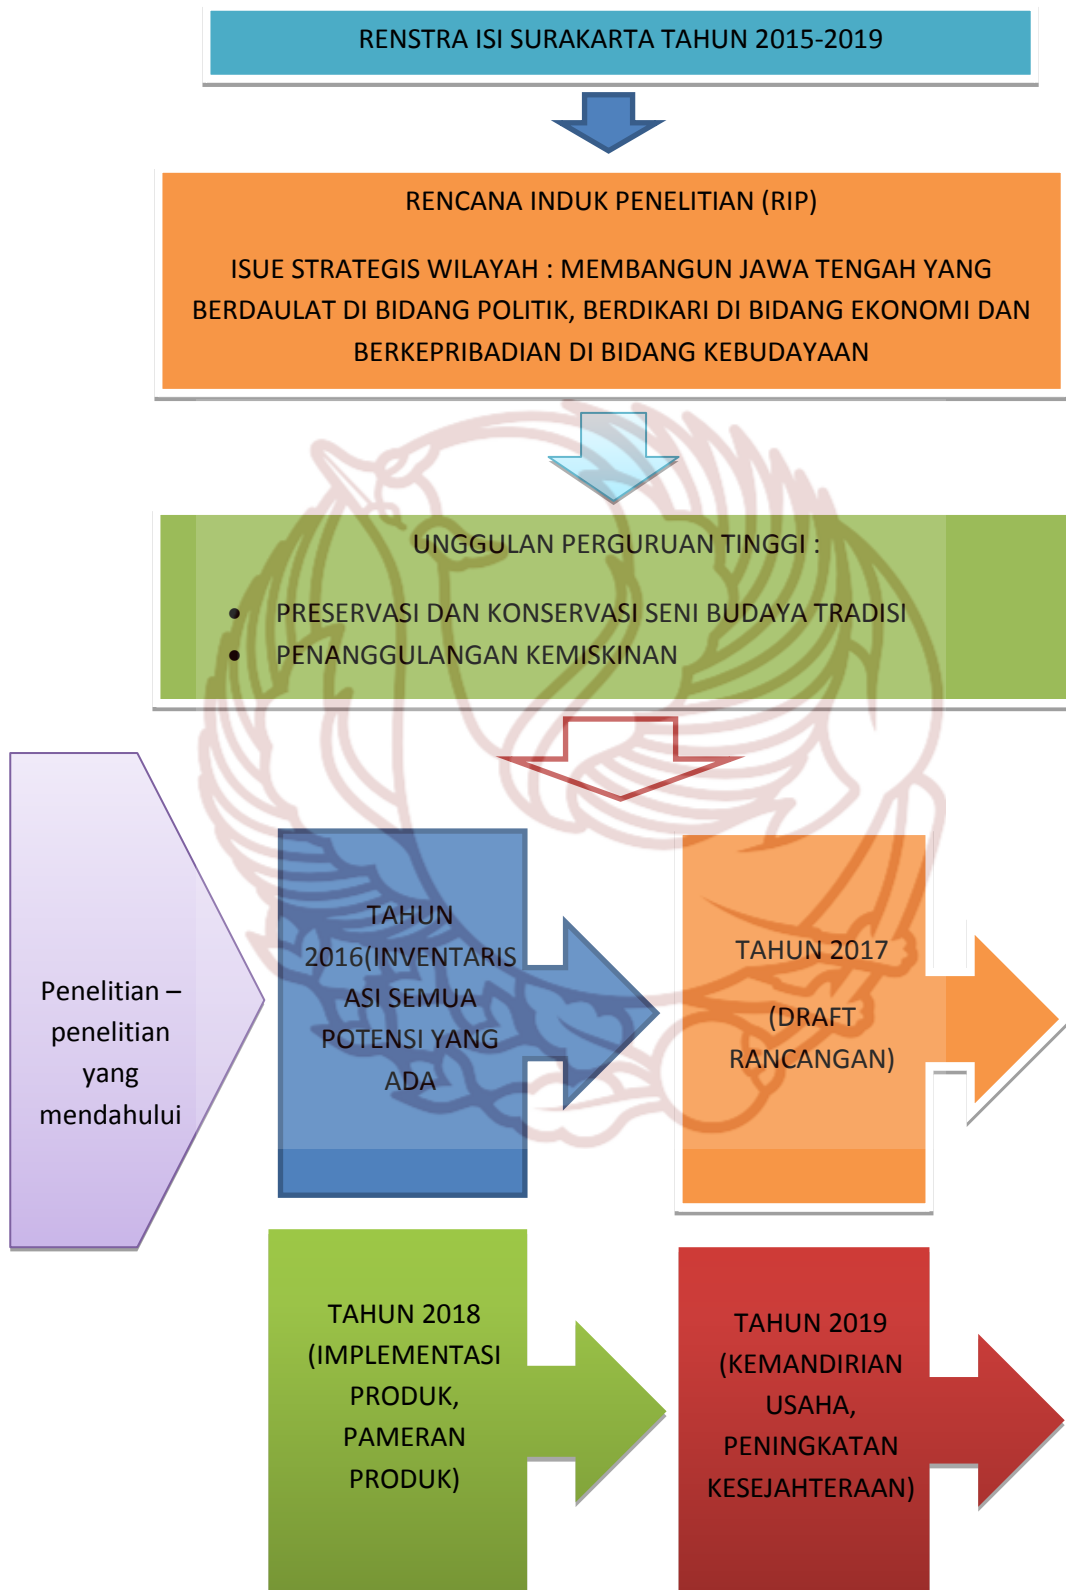 RENSTRA ISI SURAKARTA TAHUN 2015-2019
RENCANA INDUK PENELITIAN (RIP)
ISUE STRATEGIS WILAYAH : MEMBANGUN JAWA TENGAH YANG
BERDAULAT DI BIDANG POLITIK, BERDIKARI DI BIDANG EKONOMI DAN
BERKEPRIBADIAN DI BIDANG KEBUDAYAAN
UNGGULAN PERGURUAN TINGGI :
• PRESERVASI DAN KONSERVASI SENI BUDAYA TRADISI
• PENANGGULANGAN KEMISKINAN
Penelitian –
penelitian
yang
mendahului
TAHUN
2016(INVENTARIS
ASI SEMUA
POTENSI YANG
ADA
TAHUN 2017
(DRAFT
RANCANGAN)
TAHUN 2018
(IMPLEMENTASI
PRODUK,
PAMERAN
PRODUK)
TAHUN 2019
(KEMANDIRIAN
USAHA,
PENINGKATAN
KESEJAHTERAAN)